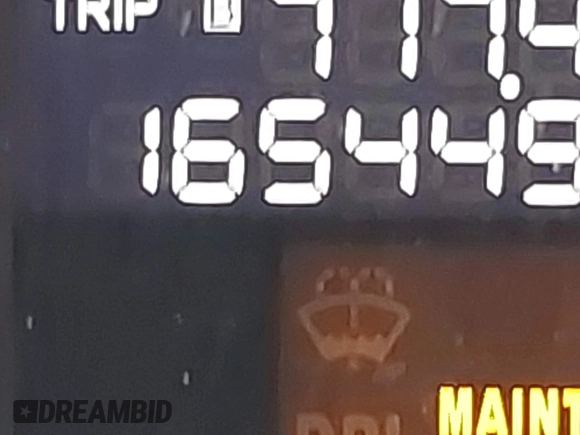 TRIP B
165449
MAINT
DREAMBID